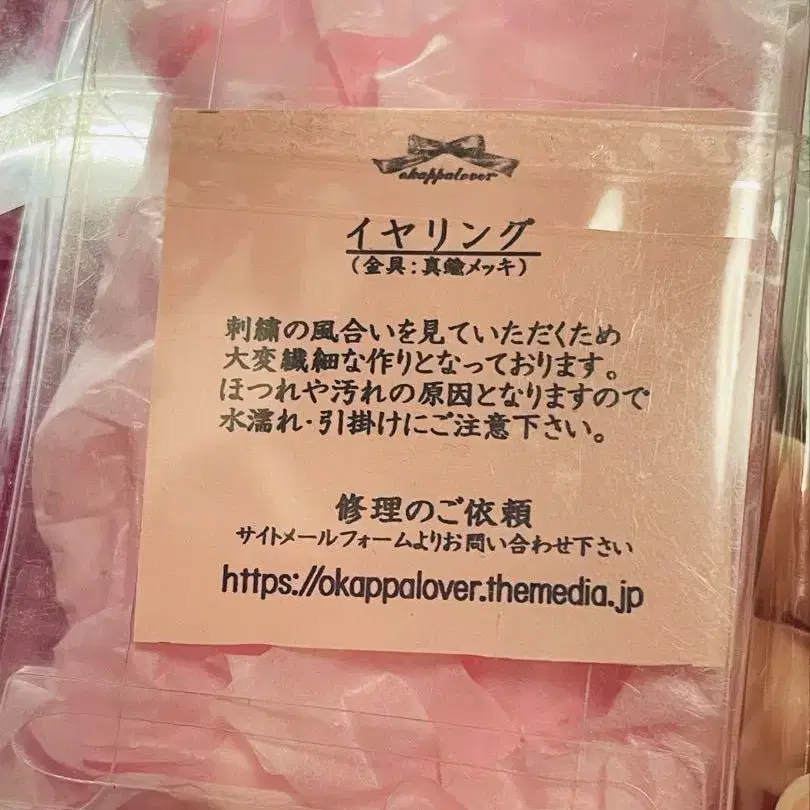 okappalover
イヤリング
(金具:真鍮メッキ)
刺繍の風合いを見ていただくため
大変繊細な作りとなっております。
ほつれや汚れの原因となりますので
水濡れ・引掛けにご注意下さい。
修理のご依頼
サイトメールフォームよりお問い合わせ下さい
https://okappalover.themedia.jp